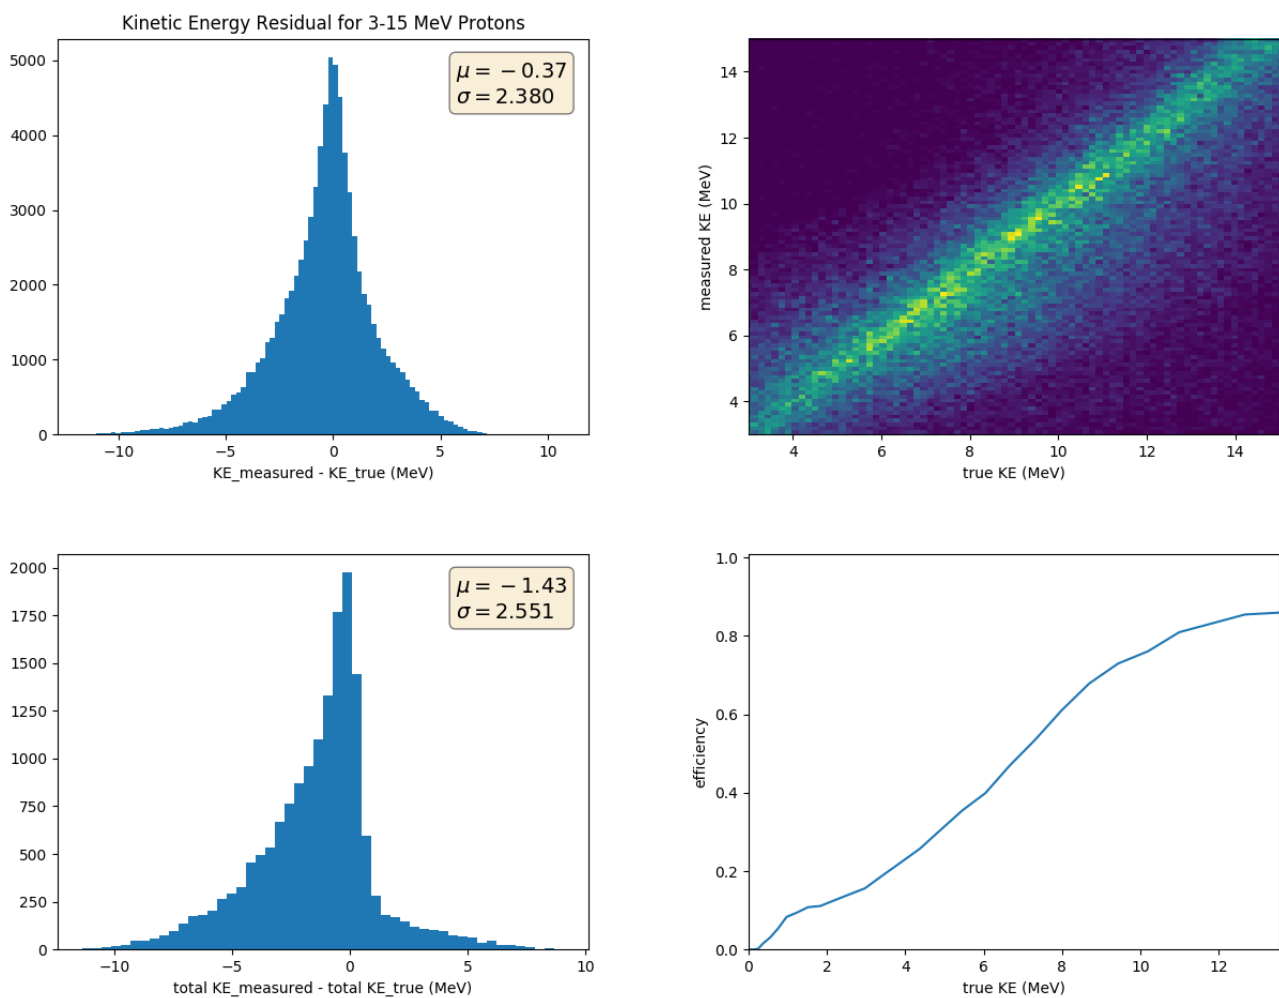 Kinetic Energy Residual for 3-15 MeV Protons
5000
4000
3000
2000
1000
0
μ = −0.37
σ = 2.380
−10 −5 0 5 10
KE_measured - KE_true (MeV)
14
12
10
8
6
4
measured KE (MeV)
4 6 8 10 12 14
true KE (MeV)
2000
1750
1500
1250
1000
750
500
250
0
μ = −1.43
σ = 2.551
−10 −5 0 5 10
total KE_measured - total KE_true (MeV)
1.0
0.8
0.6
0.4
0.2
0.0
efficiency
0 2 4 6 8 10 12
true KE (MeV)